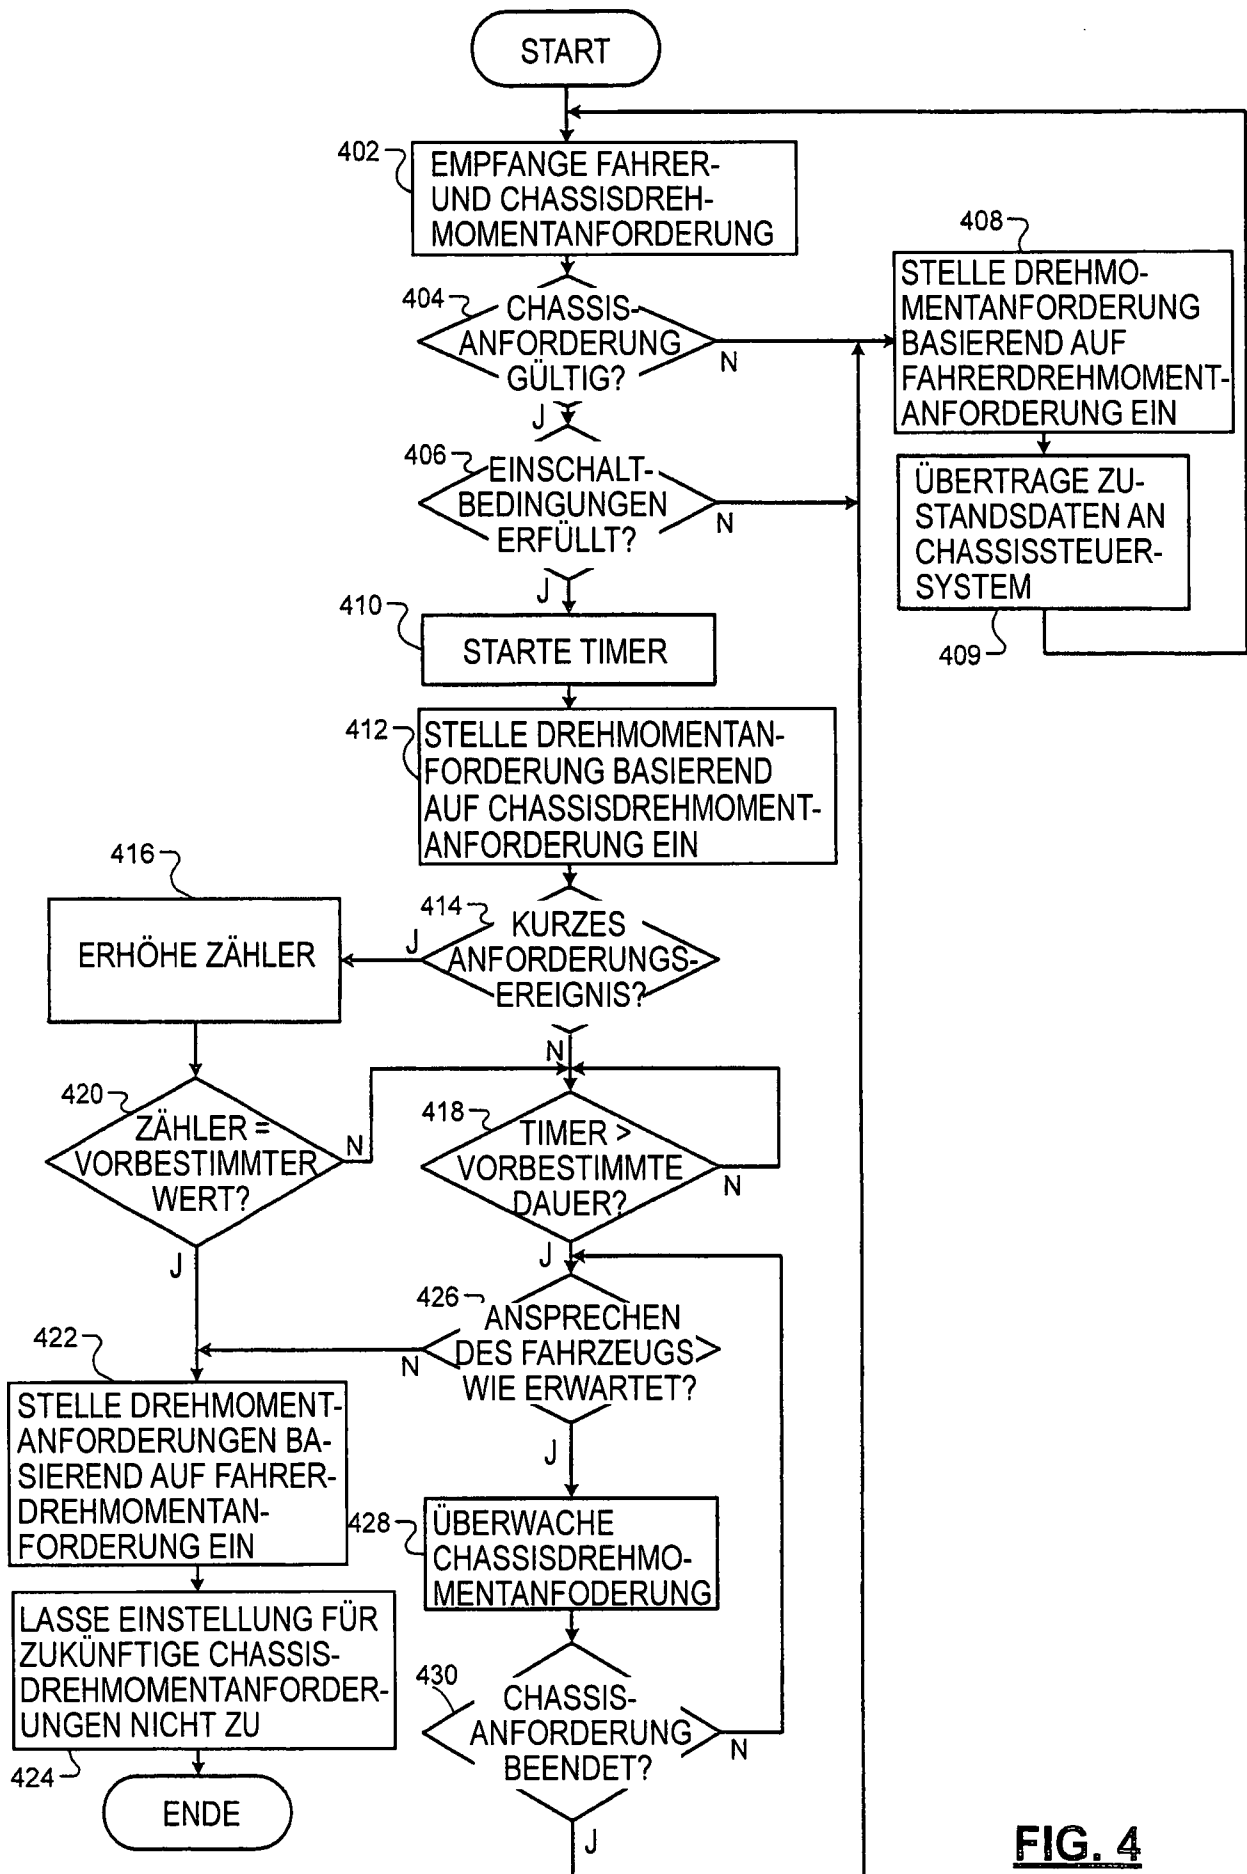 START
402
EMPFANGE FAHRER-
UND CHASSISDREH-
MOMENTANFORDERUNG
404
CHASSIS-
ANFORDERUNG
GÜLTIG?
N
J
408
STELLE DREHMO-
MENTANFORDERUNG
BASIEREND AUF
FAHRERDREHMOMENT-
ANFORDERUNG EIN
406
EINSCHALT-
BEDINGUNGEN
ERFÜLLT?
N
J
ÜBERTRAGE ZU-
STANDSDATEN AN
CHASSISSTEUER-
SYSTEM
409
410
STARTE TIMER
412
STELLE DREHMOMENTAN-
FORDERUNG BASIEREND
AUF CHASSISDREHMOMENT-
ANFORDERUNG EIN
414
KURZES
ANFORDERUNGS-
EREIGNIS?
J
N
416
ERHÖHE ZÄHLER
420
ZÄHLER =
VORBESTIMMTER
WERT?
N
J
418
TIMER >
VORBESTIMMTE
DAUER?
N
J
426
ANSPRECHEN
DES FAHRZEUGS
WIE ERWARTET?
N
J
422
STELLE DREHMOMENT-
ANFORDERUNGEN BA-
SIEREND AUF FAHRER-
DREHMOMENTAN-
FORDERUNG EIN
428
ÜBERWACHE
CHASSISDREHMO-
MENTANFODERUNG
LASSE EINSTELLUNG FÜR
ZUKÜNFTIGE CHASSIS-
DREHMOMENTANFORDER-
UNGEN NICHT ZU
424
430
CHASSIS-
ANFORDERUNG
BEENDET?
N
J
ENDE
FIG. 4